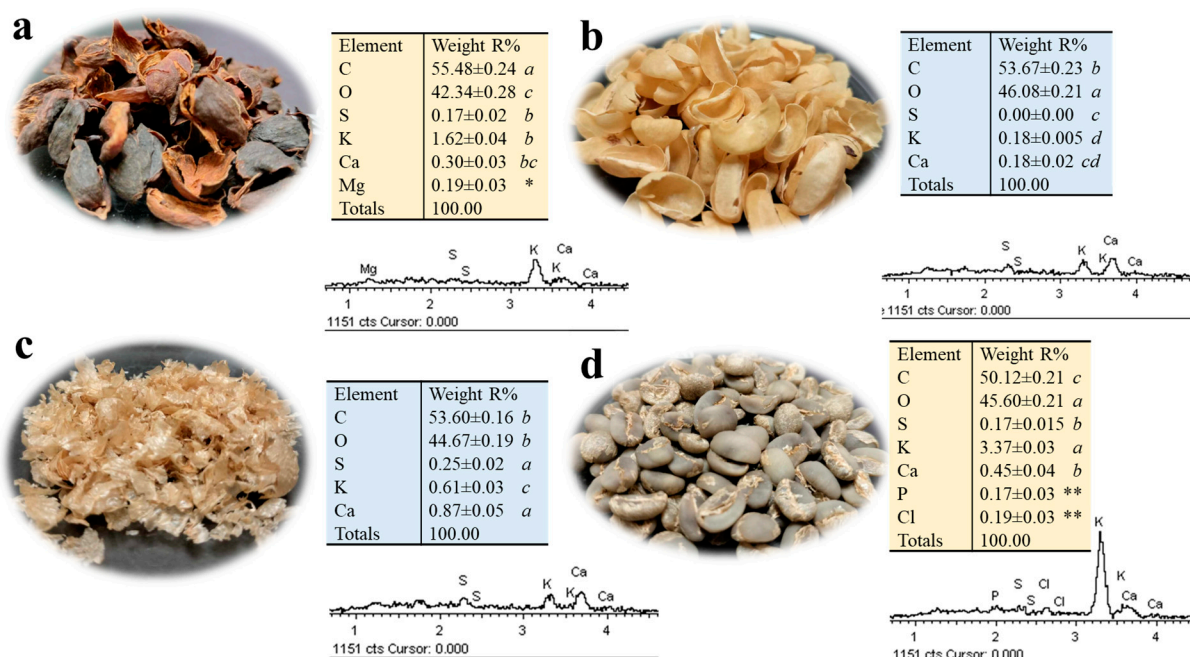 a
Element Weight R%
C 55.48±0.24 a
O 42.34±0.28 c
S 0.17±0.02 b
K 1.62±0.04 b
Ca 0.30±0.03 bc
Mg 0.19±0.03 *
Totals 100.00
Mg S S K K Ca Ca
1 2 3 4
1151 cts Cursor: 0.000
b
Element Weight R%
C 53.67±0.23 b
O 46.08±0.21 a
S 0.00±0.00 c
K 0.18±0.005 d
Ca 0.18±0.02 cd
Totals 100.00
S S K K Ca Ca
1 2 3 4
e 1151 cts Cursor: 0.000
c
Element Weight R%
C 53.60±0.16 b
O 44.67±0.19 b
S 0.25±0.02 a
K 0.61±0.03 c
Ca 0.87±0.05 a
Totals 100.00
S S K K Ca Ca
1 2 3 4
1151 cts Cursor: 0.000
d
Element Weight R%
C 50.12±0.21 c
O 45.60±0.21 a
S 0.17±0.015 b
K 3.37±0.03 a
Ca 0.45±0.04 b
P 0.17±0.03 **
Cl 0.19±0.03 **
Totals 100.00
P S S Cl Cl K K Ca Ca
2 3 4
1151 cts Cursor: 0.000